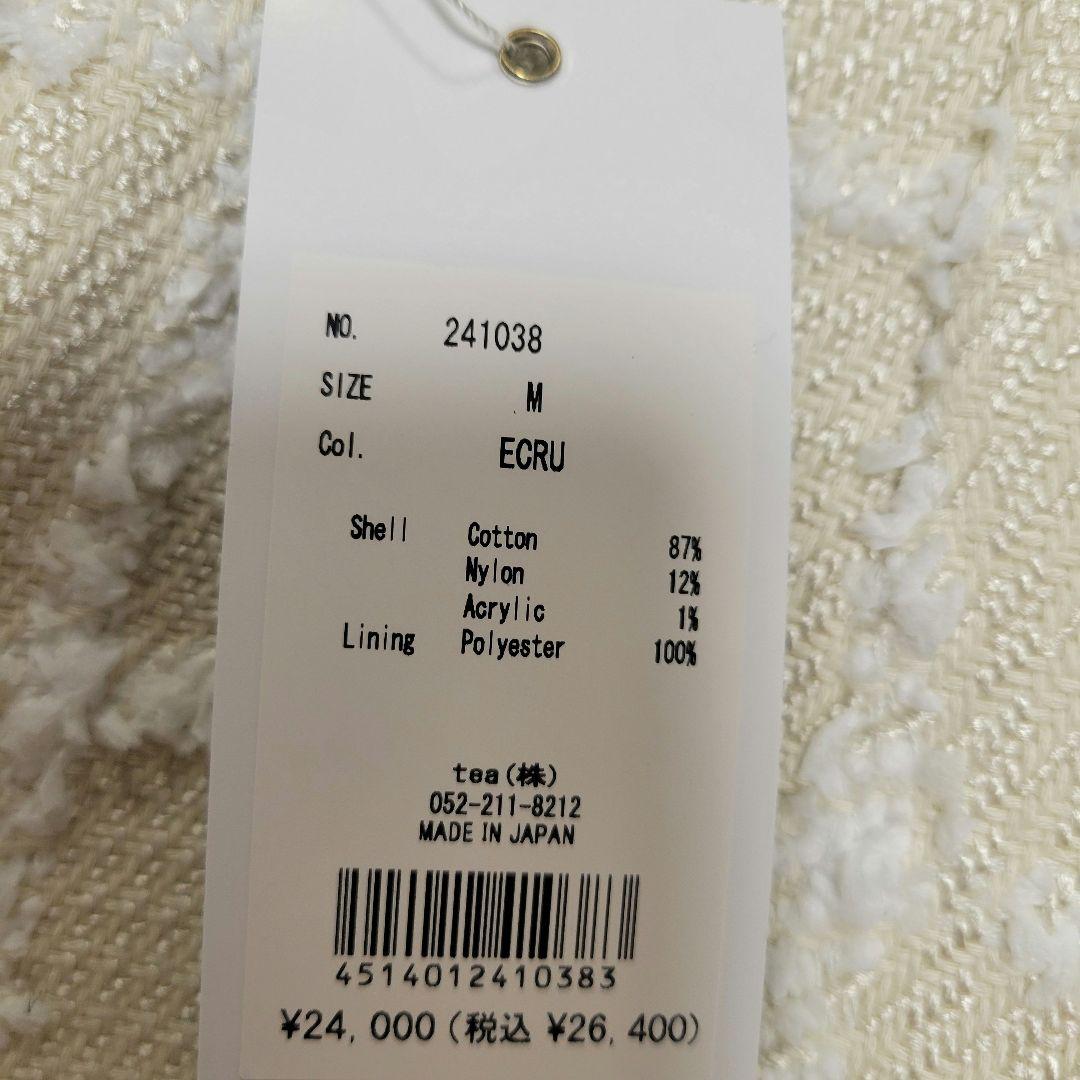 NO. 241038
SIZE M
Col. ECRU
Shell Cotton 87%
Nylon 12%
Acrylic 1%
Lining Polyester 100%
tea(株)
052-211-8212
MADE IN JAPAN
4514012410383
¥24,000(税込 ¥26,400)